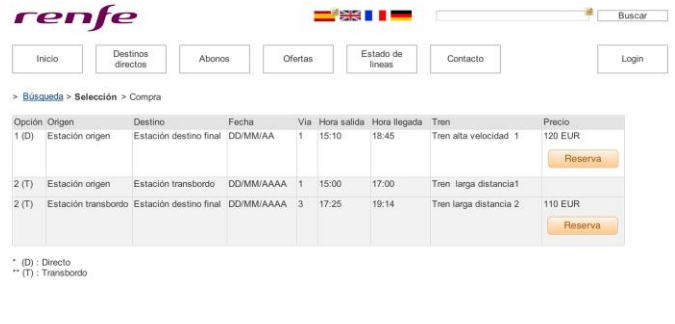 renfe
Buscar
Inicio
Destinos
directos
Abonos
Ofertas
Estado de
lineas
Contacto
Login
> Búsqueda > Selección > Compra
Opción Origen Destino Fecha Via Hora salida Hora llegada Tren Precio
1 (D) Estación origen Estación destino final DD/MM/AA 1 15:10 18:45 Tren alta velocidad 1 120 EUR
Reserva
2 (T) Estación origen Estación transbordo DD/MM/AAAA 1 15:00 17:00 Tren larga distancia1
2 (T) Estación transbordo Estación destino final DD/MM/AAAA 3 17:25 19:14 Tren larga distancia 2 110 EUR
Reserva
* (D) : Directo
** (T) : Transbordo